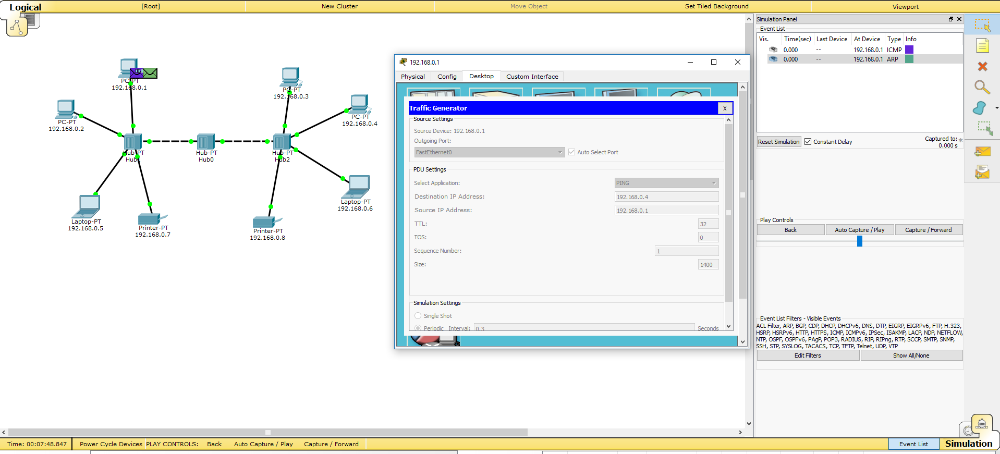 Logical
[Root]
New Cluster
Move Object
Set Tiled Background
Viewport
PC-PT
192.168.0.1
PC-PT
192.168.0.2
PC-PT
192.168.0.3
PC-PT
192.168.0.4
Hub-PT
Hub1
Hub-PT
Hub0
Hub-PT
Hub2
Laptop-PT
192.168.0.5
Printer-PT
192.168.0.7
Printer-PT
192.168.0.8
Laptop-PT
192.168.0.6
192.168.0.1
Physical Config Desktop Custom Interface
Traffic Generator X
Source Settings
Source Device: 192.168.0.1
Outgoing Port:
FastEthernet0 Auto Select Port
PDU Settings
Select Application: PING
Destination IP Address: 192.168.0.4
Source IP Address: 192.168.0.1
TTL: 32
TOS: 0
Sequence Number: 1
Size: 1400
Simulation Settings
Single Shot
Periodic Interval: 0.3 Seconds
Simulation Panel
Event List
Vis. Time(sec) Last Device At Device Type Info
0.000 -- 192.168.0.1 ICMP
0.000 -- 192.168.0.1 ARP
Reset Simulation Constant Delay
Captured to: *
0.000 s
Play Controls
Back Auto Capture / Play Capture / Forward
Event List Filters - Visible Events
ACL Filter, ARP, BGP, CDP, DHCP, DHCPv6, DNS, DTP, EIGRP, EIGRPv6, FTP, H.323,
HSRP, HSRPv6, HTTP, HTTPS, ICMP, ICMPv6, IPSec, ISAKMP, LACP, NDP, NETFLOW,
NTP, OSPF, OSPFv6, PAgP, POP3, RADIUS, RIP, RIPng, RTP, SCCP, SMTP, SNMP,
SSH, STP, SYSLOG, TACACS, TCP, TFTP, Telnet, UDP, VTP
Edit Filters Show All/None
Time: 00:07:48.847 Power Cycle Devices PLAY CONTROLS: Back Auto Capture / Play Capture / Forward
Event List Simulation